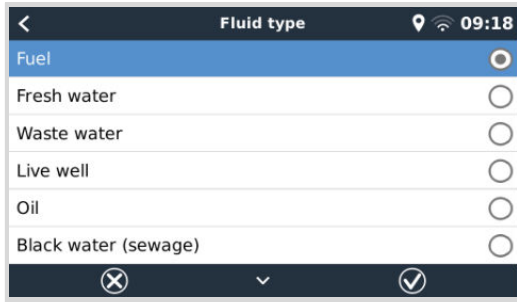 Fluid type 09:18
Fuel
Fresh water
Waste water
Live well
Oil
Black water (sewage)